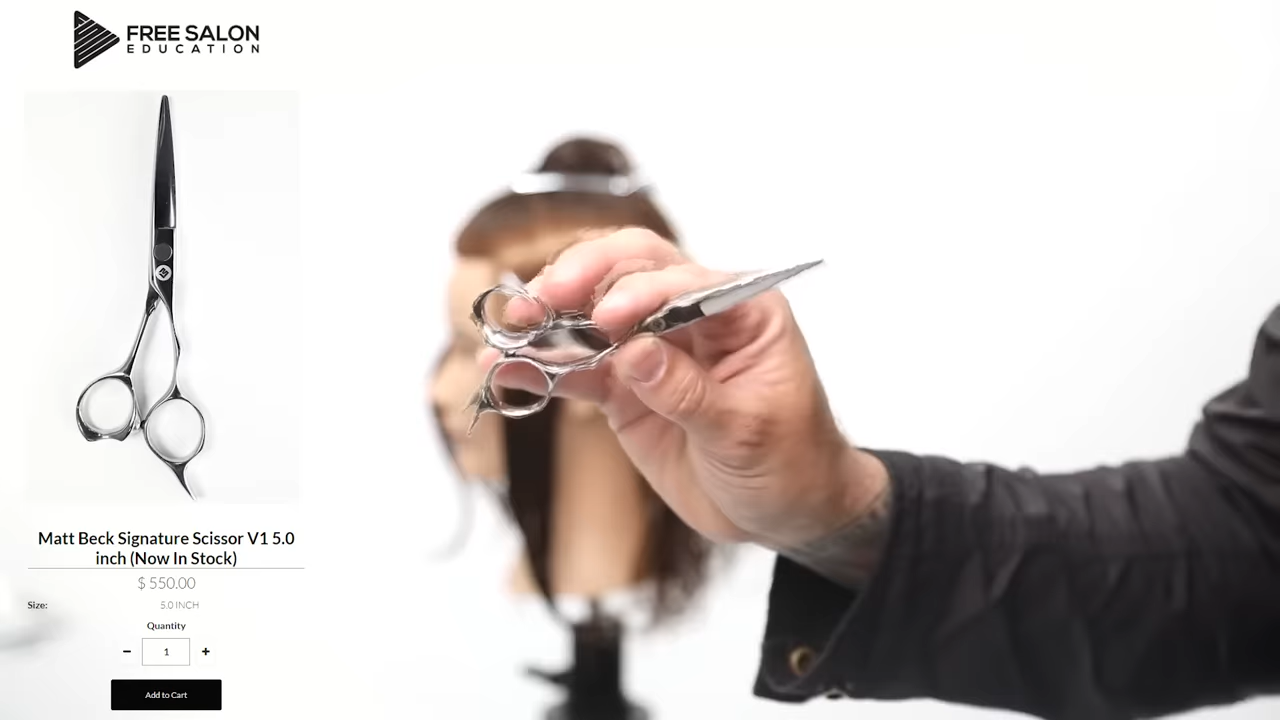 FREE SALON
EDUCATION
Matt Beck Signature Scissor V1 5.0
inch (Now In Stock)
$ 550.00
Size:
5.0 INCH
Quantity
− 1 +
Add to Cart